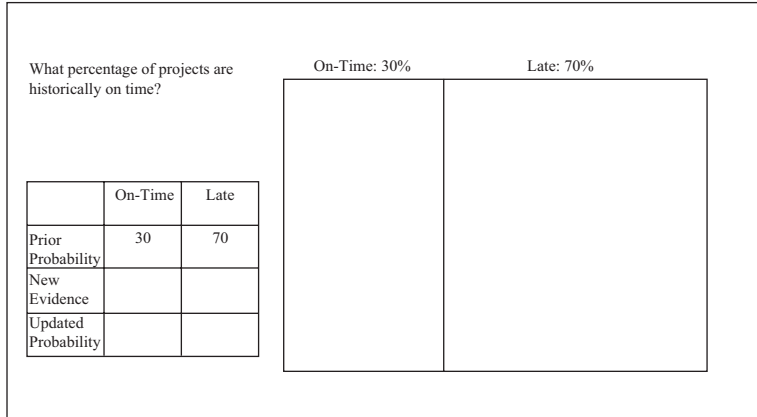 What percentage of projects are
historically on time?
On-Time: 30% Late: 70%
On-Time Late
Prior
Probability 30 70
New
Evidence
Updated
Probability